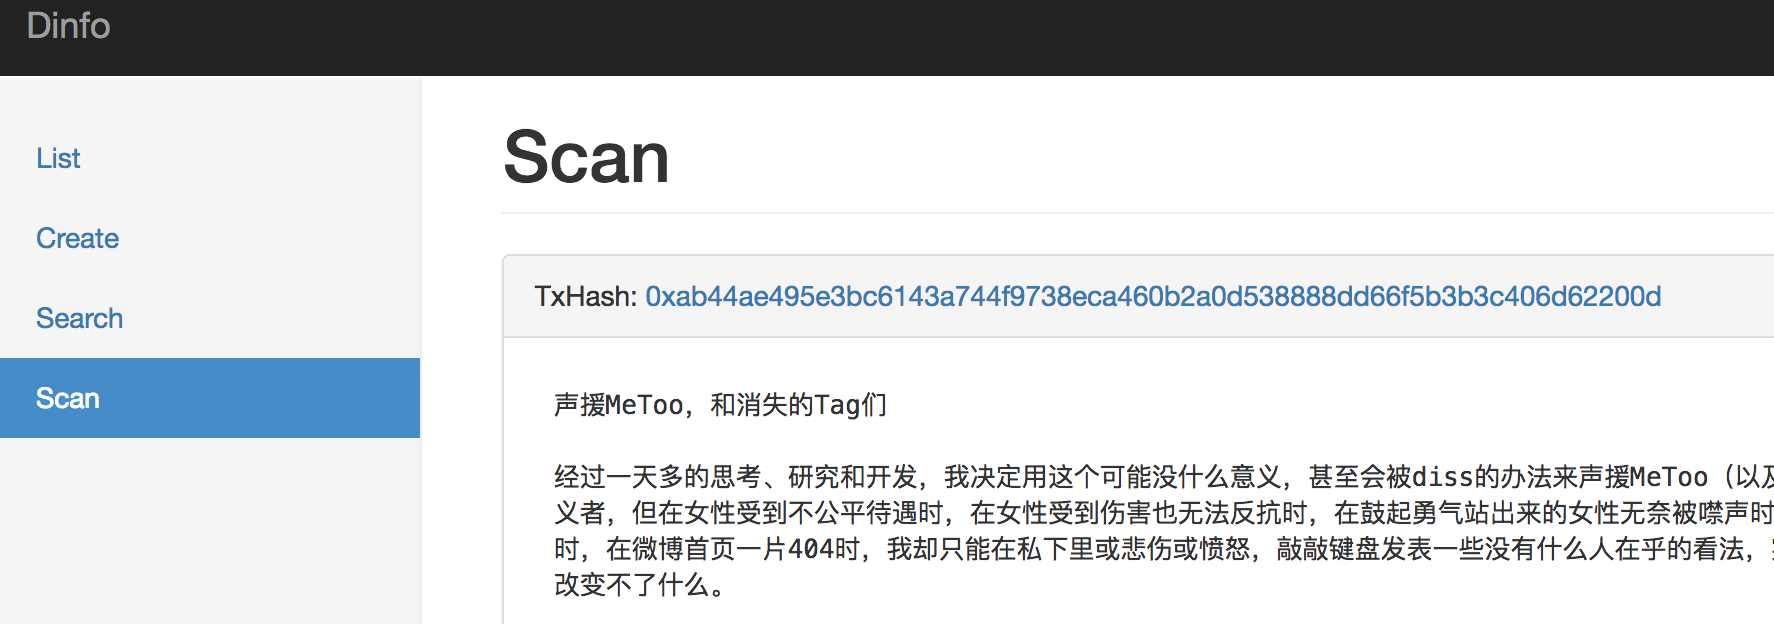 Dinfo
List
Create
Search
Scan
Scan
TxHash: 0xab44ae495e3bc6143a744f9738eca460b2a0d538888dd66f5b3b3c406d62200d
声援MeToo，和消失的Tag们
经过一天多的思考、研究和开发，我决定用这个可能没什么意义，甚至会被diss的办法来声援MeToo（以及
义者，但在女性受到不公平待遇时，在女性受到伤害也无法反抗时，在鼓起勇气站出来的女性无奈被噤声时
时，在微博首页一片404时，我却只能在私下里或悲伤或愤怒，敲敲键盘发表一些没有什么人在乎的看法，
改变不了什么。